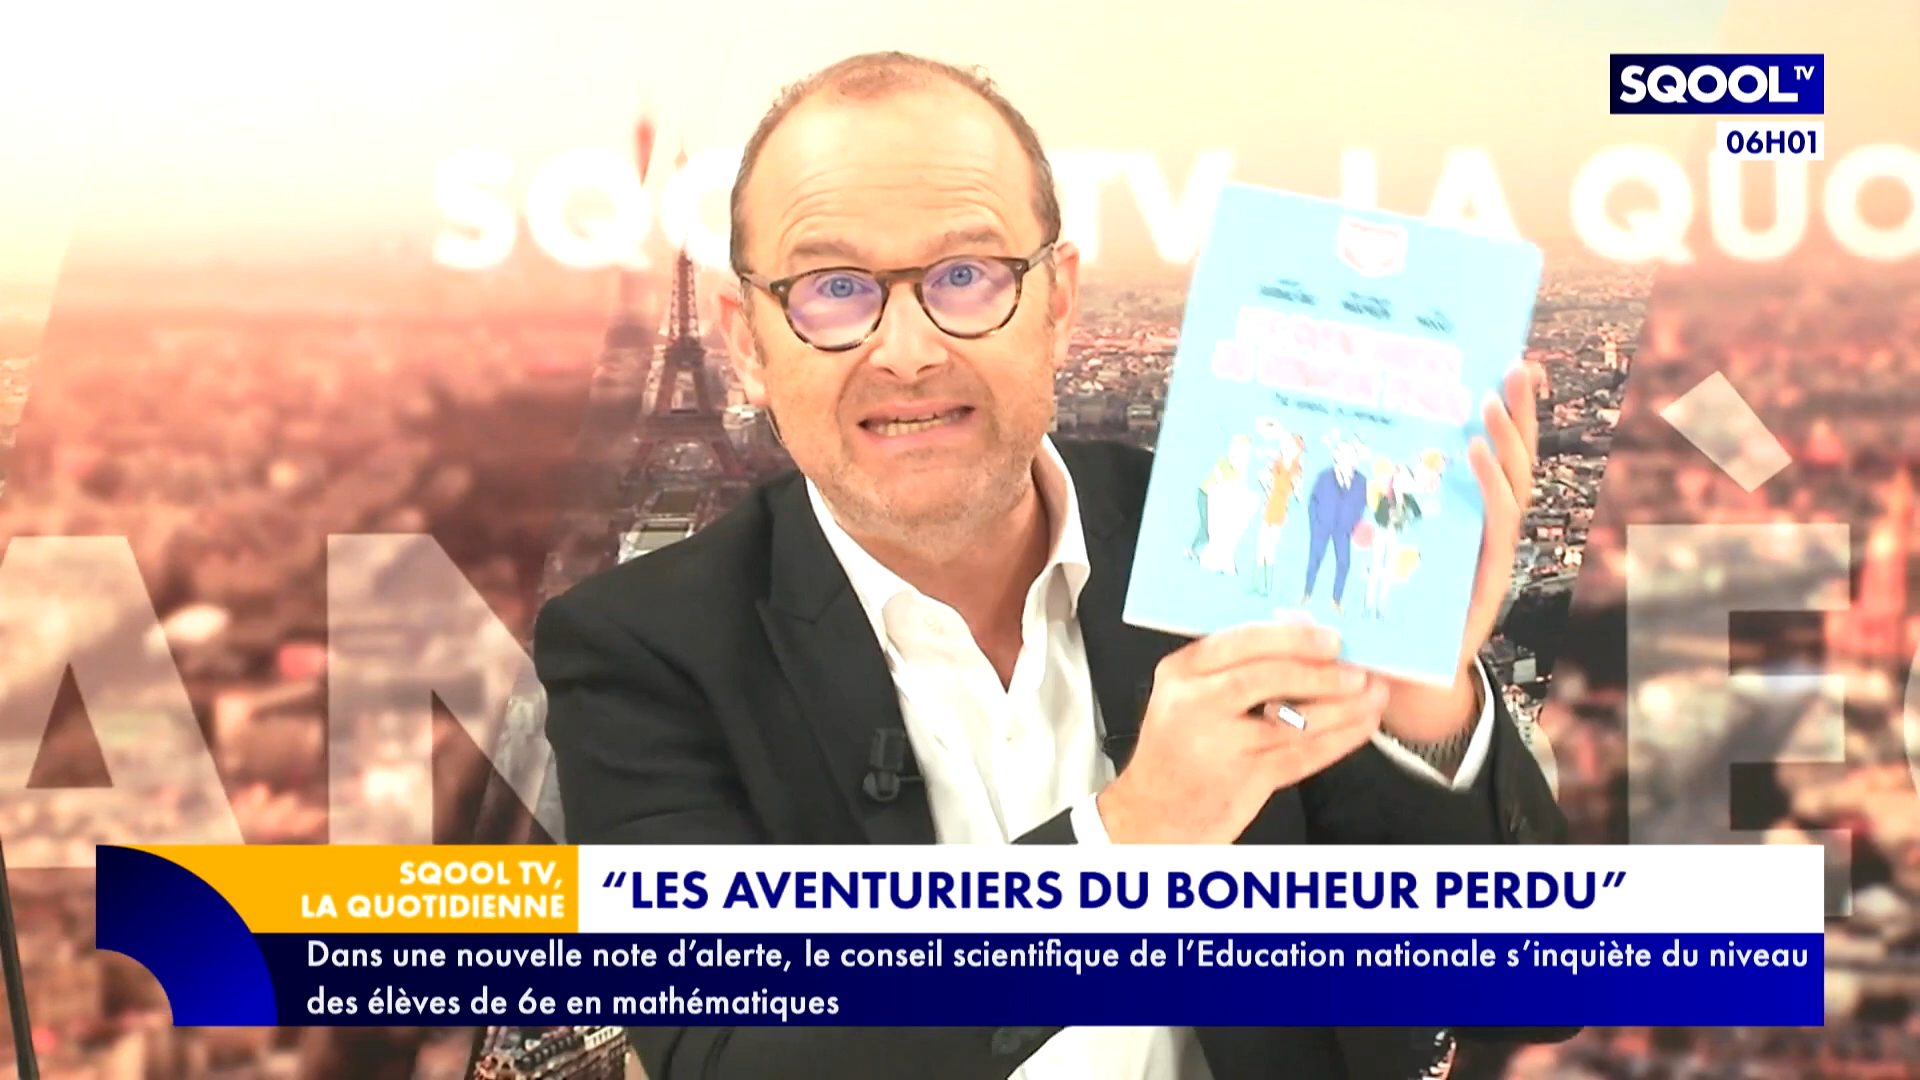 SQOOL TV
06H01
SQOOL TV,
LA QUOTIDIENNE
“LES AVENTURIERS DU BONHEUR PERDU”
Dans une nouvelle note d’alerte, le conseil scientifique de l’Education nationale s’inquiète du niveau
des élèves de 6e en mathématiques